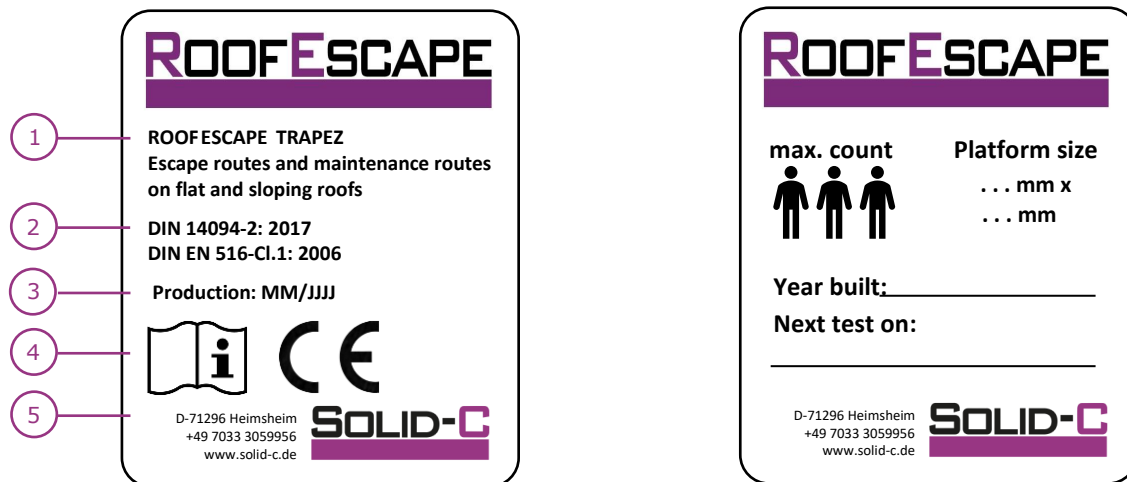 ROOFESCAPE
1
ROOFESCAPE TRAPEZ
Escape routes and maintenance routes
on flat and sloping roofs
2
DIN 14094-2: 2017
DIN EN 516-Cl.1: 2006
3
Production: MM/JJJJ
4
i
CE
5
D-71296 Heimsheim
+49 7033 3059956
www.solid-c.de
SOLID-C
ROOFESCAPE
max. count
Platform size
. . . mm x
. . . mm
Year built:
Next test on:
D-71296 Heimsheim
+49 7033 3059956
www.solid-c.de
SOLID-C